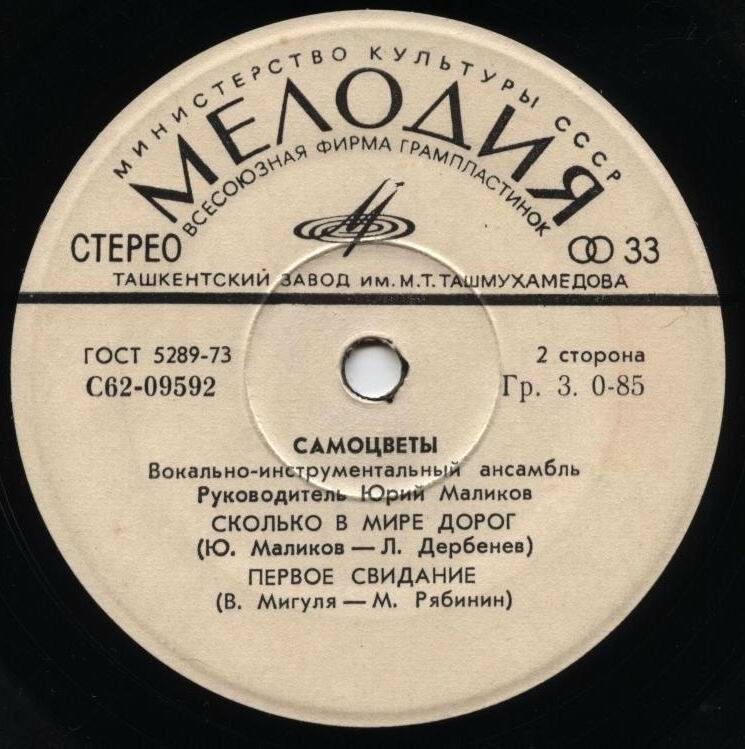 МИНИСТЕРСТВО КУЛЬТУРЫ СССР
МЕЛОДИЯ
ВСЕСОЮЗНАЯ ФИРМА ГРАМПЛАСТИНОК
СТЕРЕО
33
ТАШКЕНТСКИЙ ЗАВОД ИМ. М.Т. ТАШМУХАМЕДОВА
ГОСТ 5289-73
2 сторона
С62-09592
Гр. 3. 0-85
САМОЦВЕТЫ
Вокально-инструментальный ансамбль
Руководитель Юрий Маликов
СКОЛЬКО В МИРЕ ДОРОГ
(Ю. Маликов — Л. Дербенев)
ПЕРВОЕ СВИДАНИЕ
(В. Мигуля — М. Рябинин)